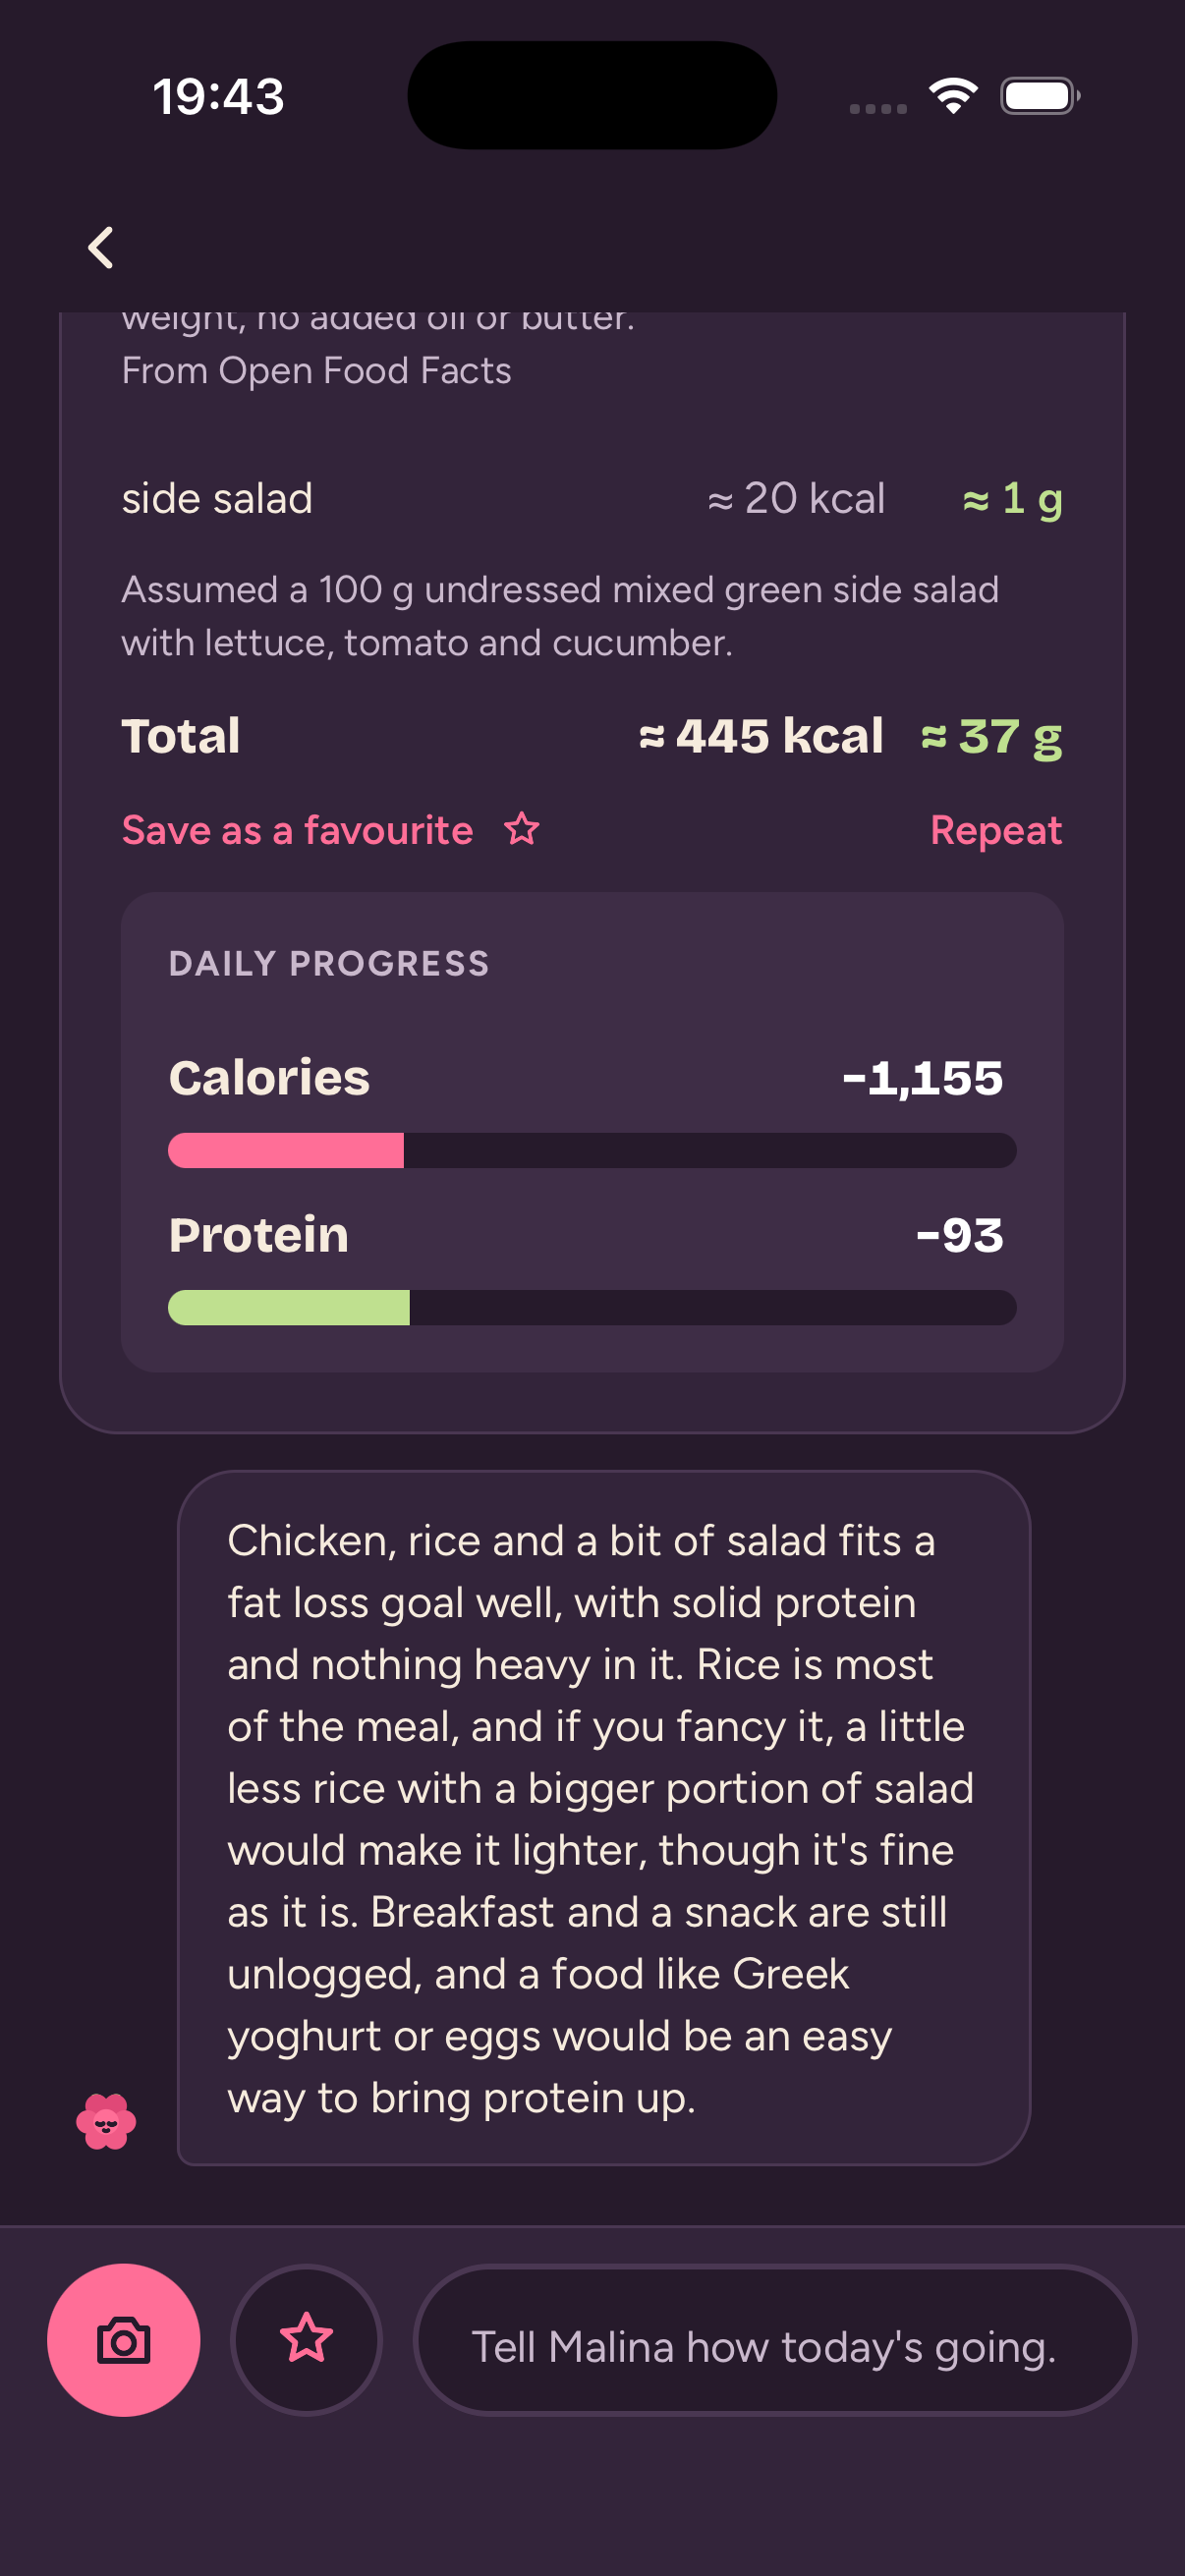 19:43
weight, no added oil or butter.
From Open Food Facts
side salad ≈ 20 kcal ≈ 1 g
Assumed a 100 g undressed mixed green side salad
with lettuce, tomato and cucumber.
Total ≈ 445 kcal ≈ 37 g
Save as a favourite Repeat
DAILY PROGRESS
Calories −1,155
Protein −93
Chicken, rice and a bit of salad fits a
fat loss goal well, with solid protein
and nothing heavy in it. Rice is most
of the meal, and if you fancy it, a little
less rice with a bigger portion of salad
would make it lighter, though it's fine
as it is. Breakfast and a snack are still
unlogged, and a food like Greek
yoghurt or eggs would be an easy
way to bring protein up.
Tell Malina how today's going.